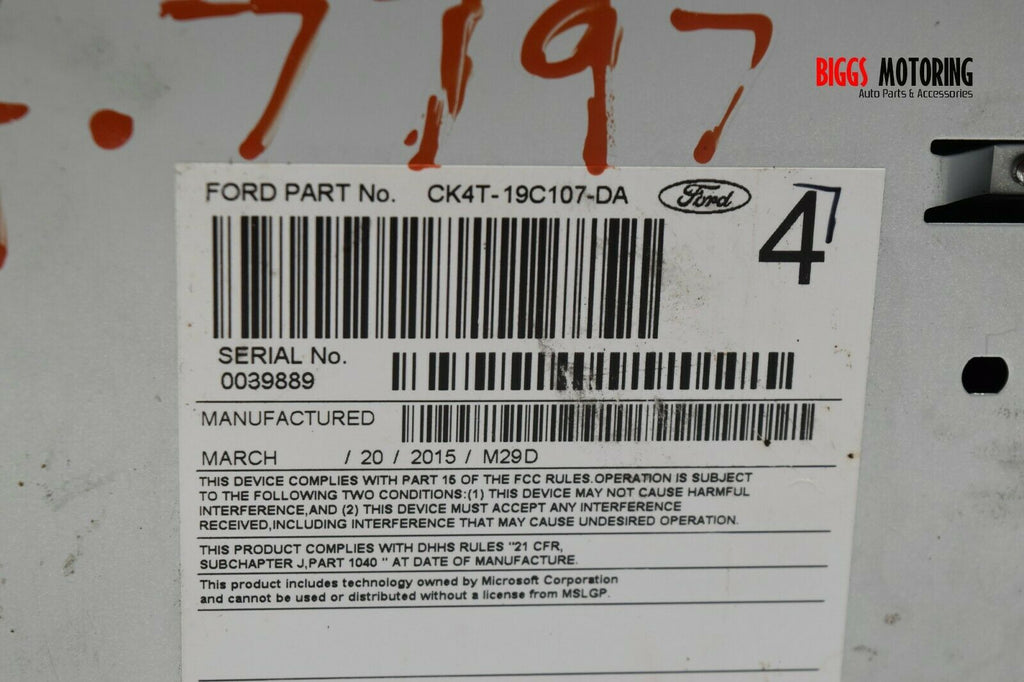 .7797
BIGGS MOTORING
Auto Parts & Accessories
FORD PART No. CK4T-19C107-DA Ford
4
SERIAL No.
0039889
MANUFACTURED
MARCH / 20 / 2015 / M29D
THIS DEVICE COMPLIES WITH PART 15 OF THE FCC RULES.OPERATION IS SUBJECT
TO THE FOLLOWING TWO CONDITIONS:(1) THIS DEVICE MAY NOT CAUSE HARMFUL
INTERFERENCE,AND (2) THIS DEVICE MUST ACCEPT ANY INTERFERENCE
RECEIVED,INCLUDING INTERFERENCE THAT MAY CAUSE UNDESIRED OPERATION.
THIS PRODUCT COMPLIES WITH DHHS RULES "21 CFR,
SUBCHAPTER J,PART 1040 " AT DATE OF MANUFACTURE.
This product includes technology owned by Microsoft Corporation
and cannot be used or distributed without a license from MSLGP.